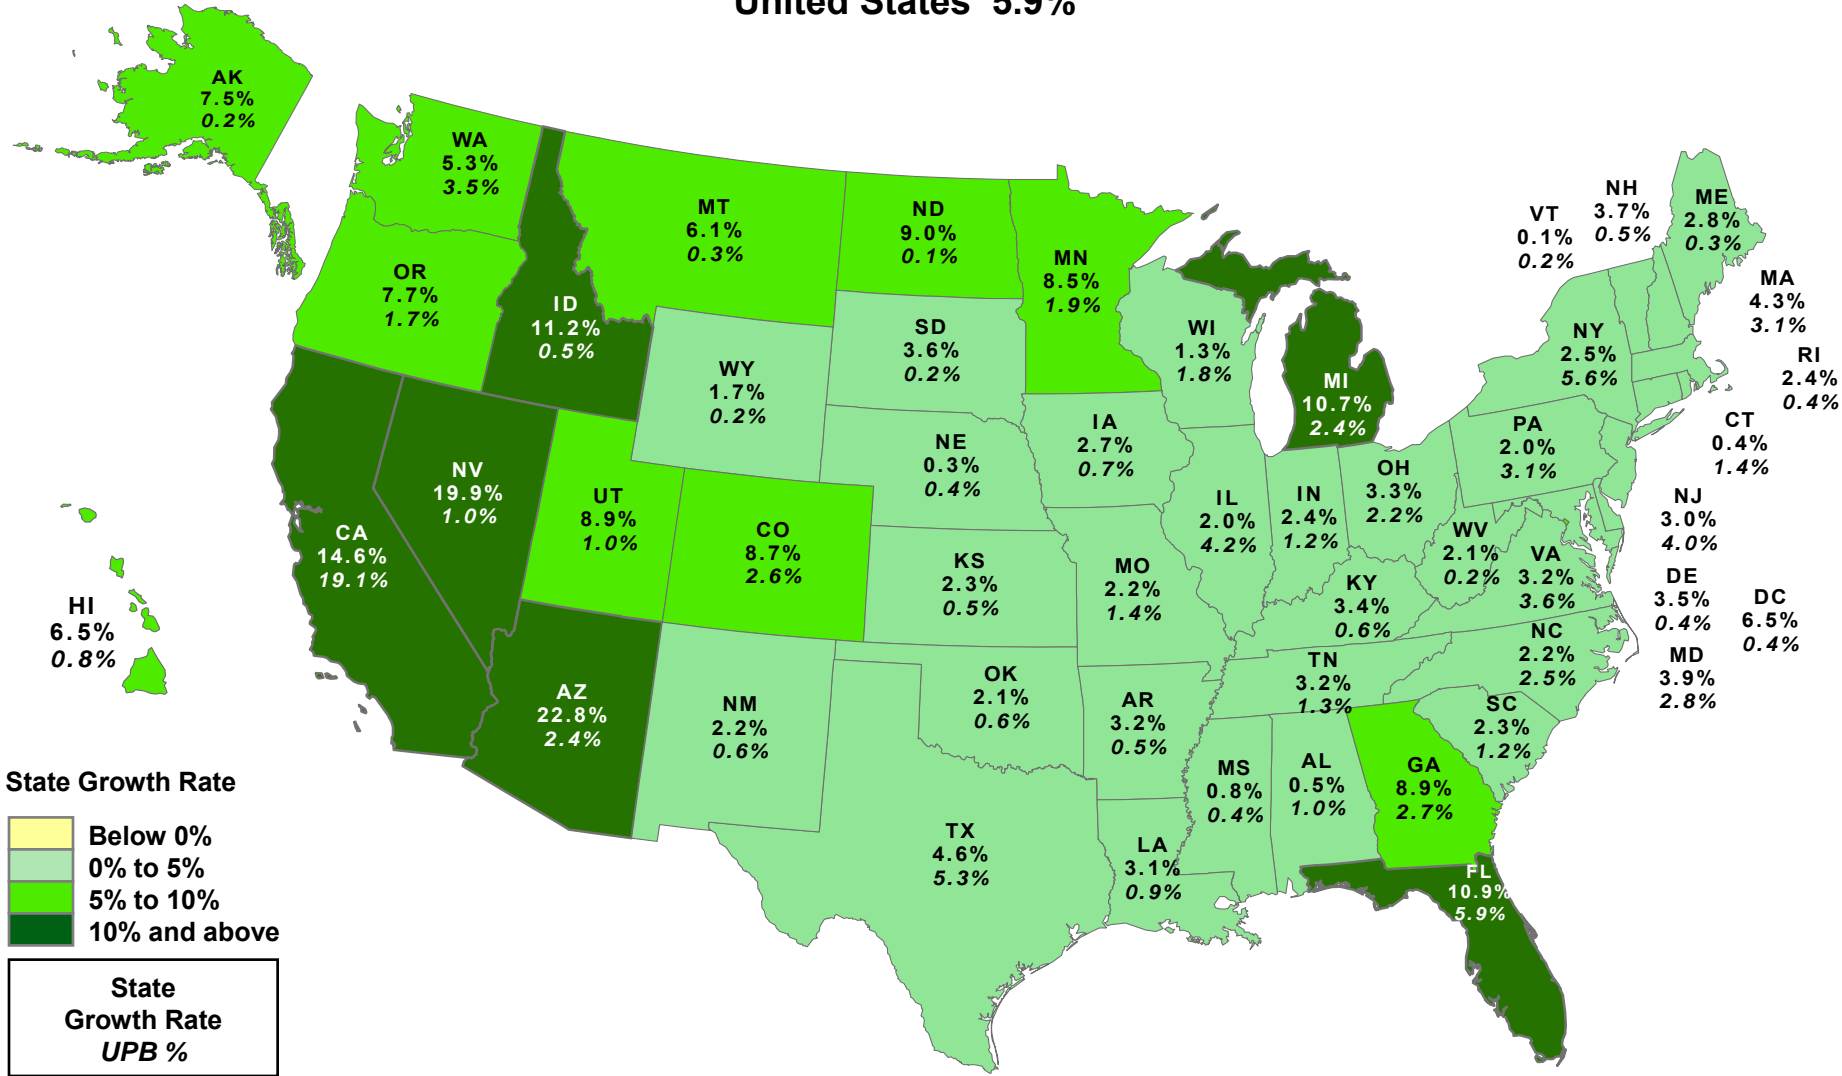 United States 5.9%
AK
7.5%
0.2%
WA
5.3%
3.5%
MT
6.1%
0.3%
ND
9.0%
0.1%
MN
8.5%
1.9%
OR
7.7%
1.7%
ID
11.2%
0.5%
SD
3.6%
0.2%
WI
1.3%
1.8%
MI
10.7%
2.4%
WY
1.7%
0.2%
NE
0.3%
0.4%
IA
2.7%
0.7%
VT
0.1%
0.2%
NH
3.7%
0.5%
ME
2.8%
0.3%
MA
4.3%
3.1%
NY
2.5%
5.6%
RI
2.4%
0.4%
CT
0.4%
1.4%
PA
2.0%
3.1%
NJ
3.0%
4.0%
NV
19.9%
1.0%
CA
14.6%
19.1%
UT
8.9%
1.0%
CO
8.7%
2.6%
KS
2.3%
0.5%
MO
2.2%
1.4%
IL
2.0%
4.2%
IN
2.4%
1.2%
OH
3.3%
2.2%
WV
2.1%
0.2%
VA
3.2%
3.6%
KY
3.4%
0.6%
DE
3.5%
0.4%
DC
6.5%
0.4%
MD
3.9%
2.8%
NC
2.2%
2.5%
TN
3.2%
1.3%
SC
2.3%
1.2%
HI
6.5%
0.8%
AZ
22.8%
2.4%
NM
2.2%
0.6%
OK
2.1%
0.6%
AR
3.2%
0.5%
MS
0.8%
0.4%
AL
0.5%
1.0%
GA
8.9%
2.7%
TX
4.6%
5.3%
LA
3.1%
0.9%
FL
10.9%
5.9%
State Growth Rate
Below 0%
0% to 5%
5% to 10%
10% and above
State
Growth Rate
UPB %